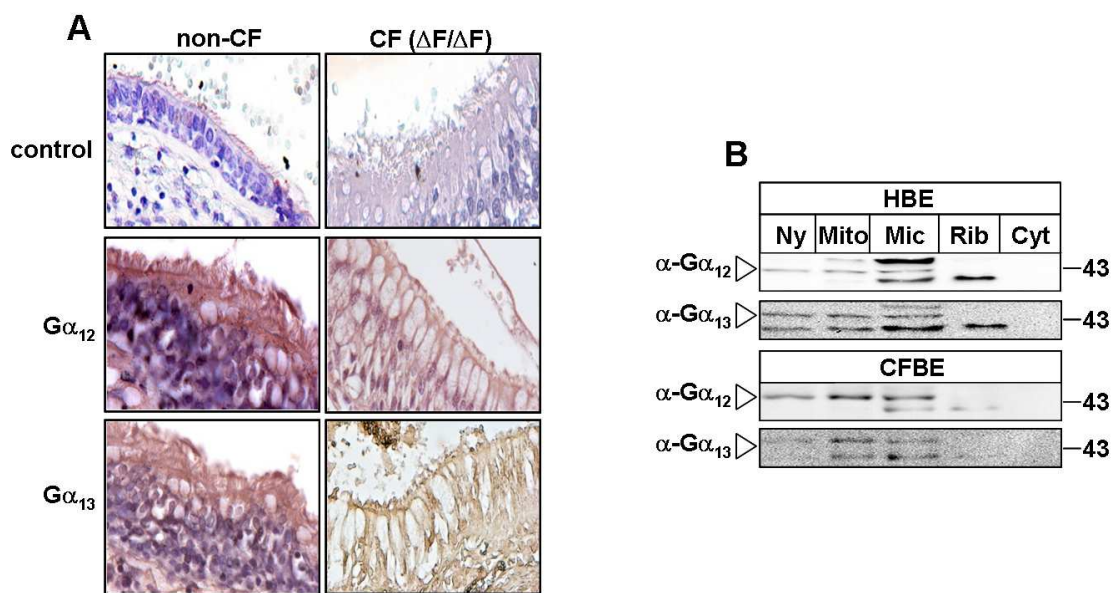 A
non-CF CF (ΔF/ΔF)
control
Gα12
Gα13
B
HBE
Ny Mito Mic Rib Cyt
α-Gα12 43
α-Gα13 43
CFBE
α-Gα12 43
α-Gα13 43